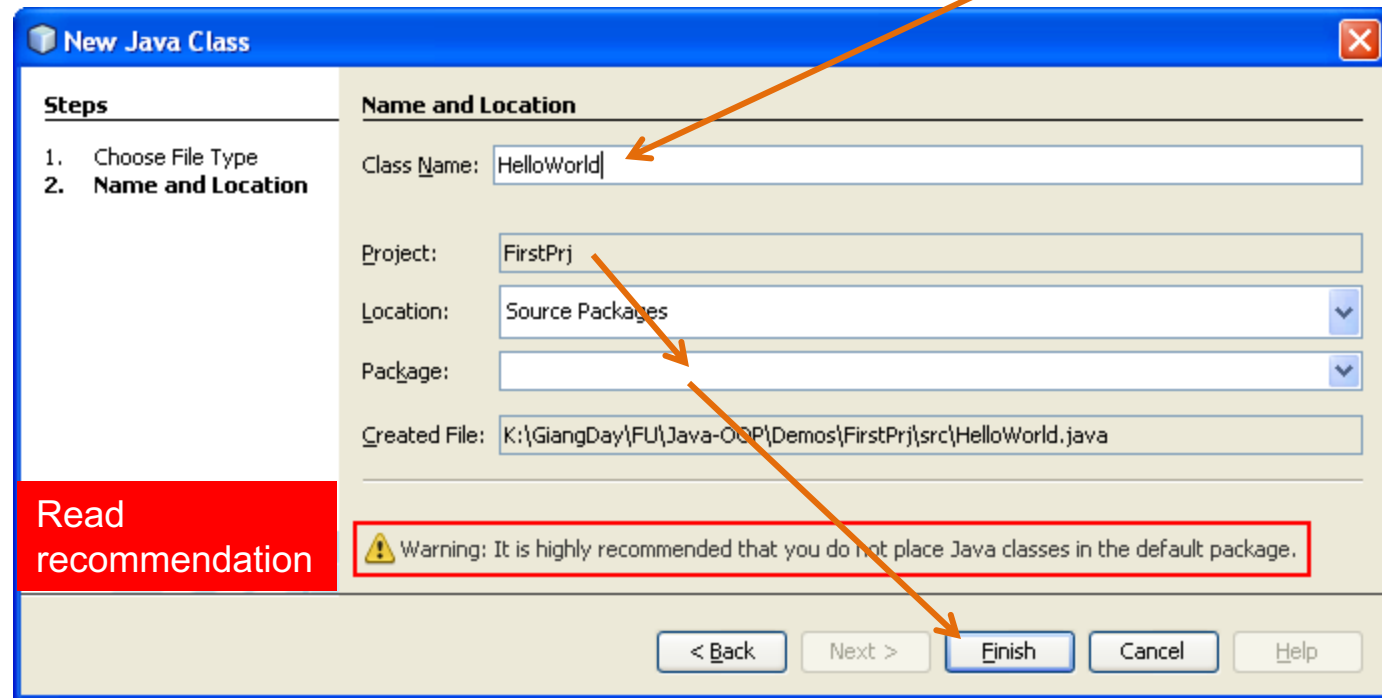 New Java Class
Steps
1. Choose File Type
2. Name and Location
Name and Location
Class Name: HelloWorld
Project: FirstPrj
Location: Source Packages
Package:
Created File: K:\GiangDay\FU\Java-OOP\Demos\FirstPrj\src\HelloWorld.java
Read
recommendation
Warning: It is highly recommended that you do not place Java classes in the default package.
< Back Next > Finish Cancel Help